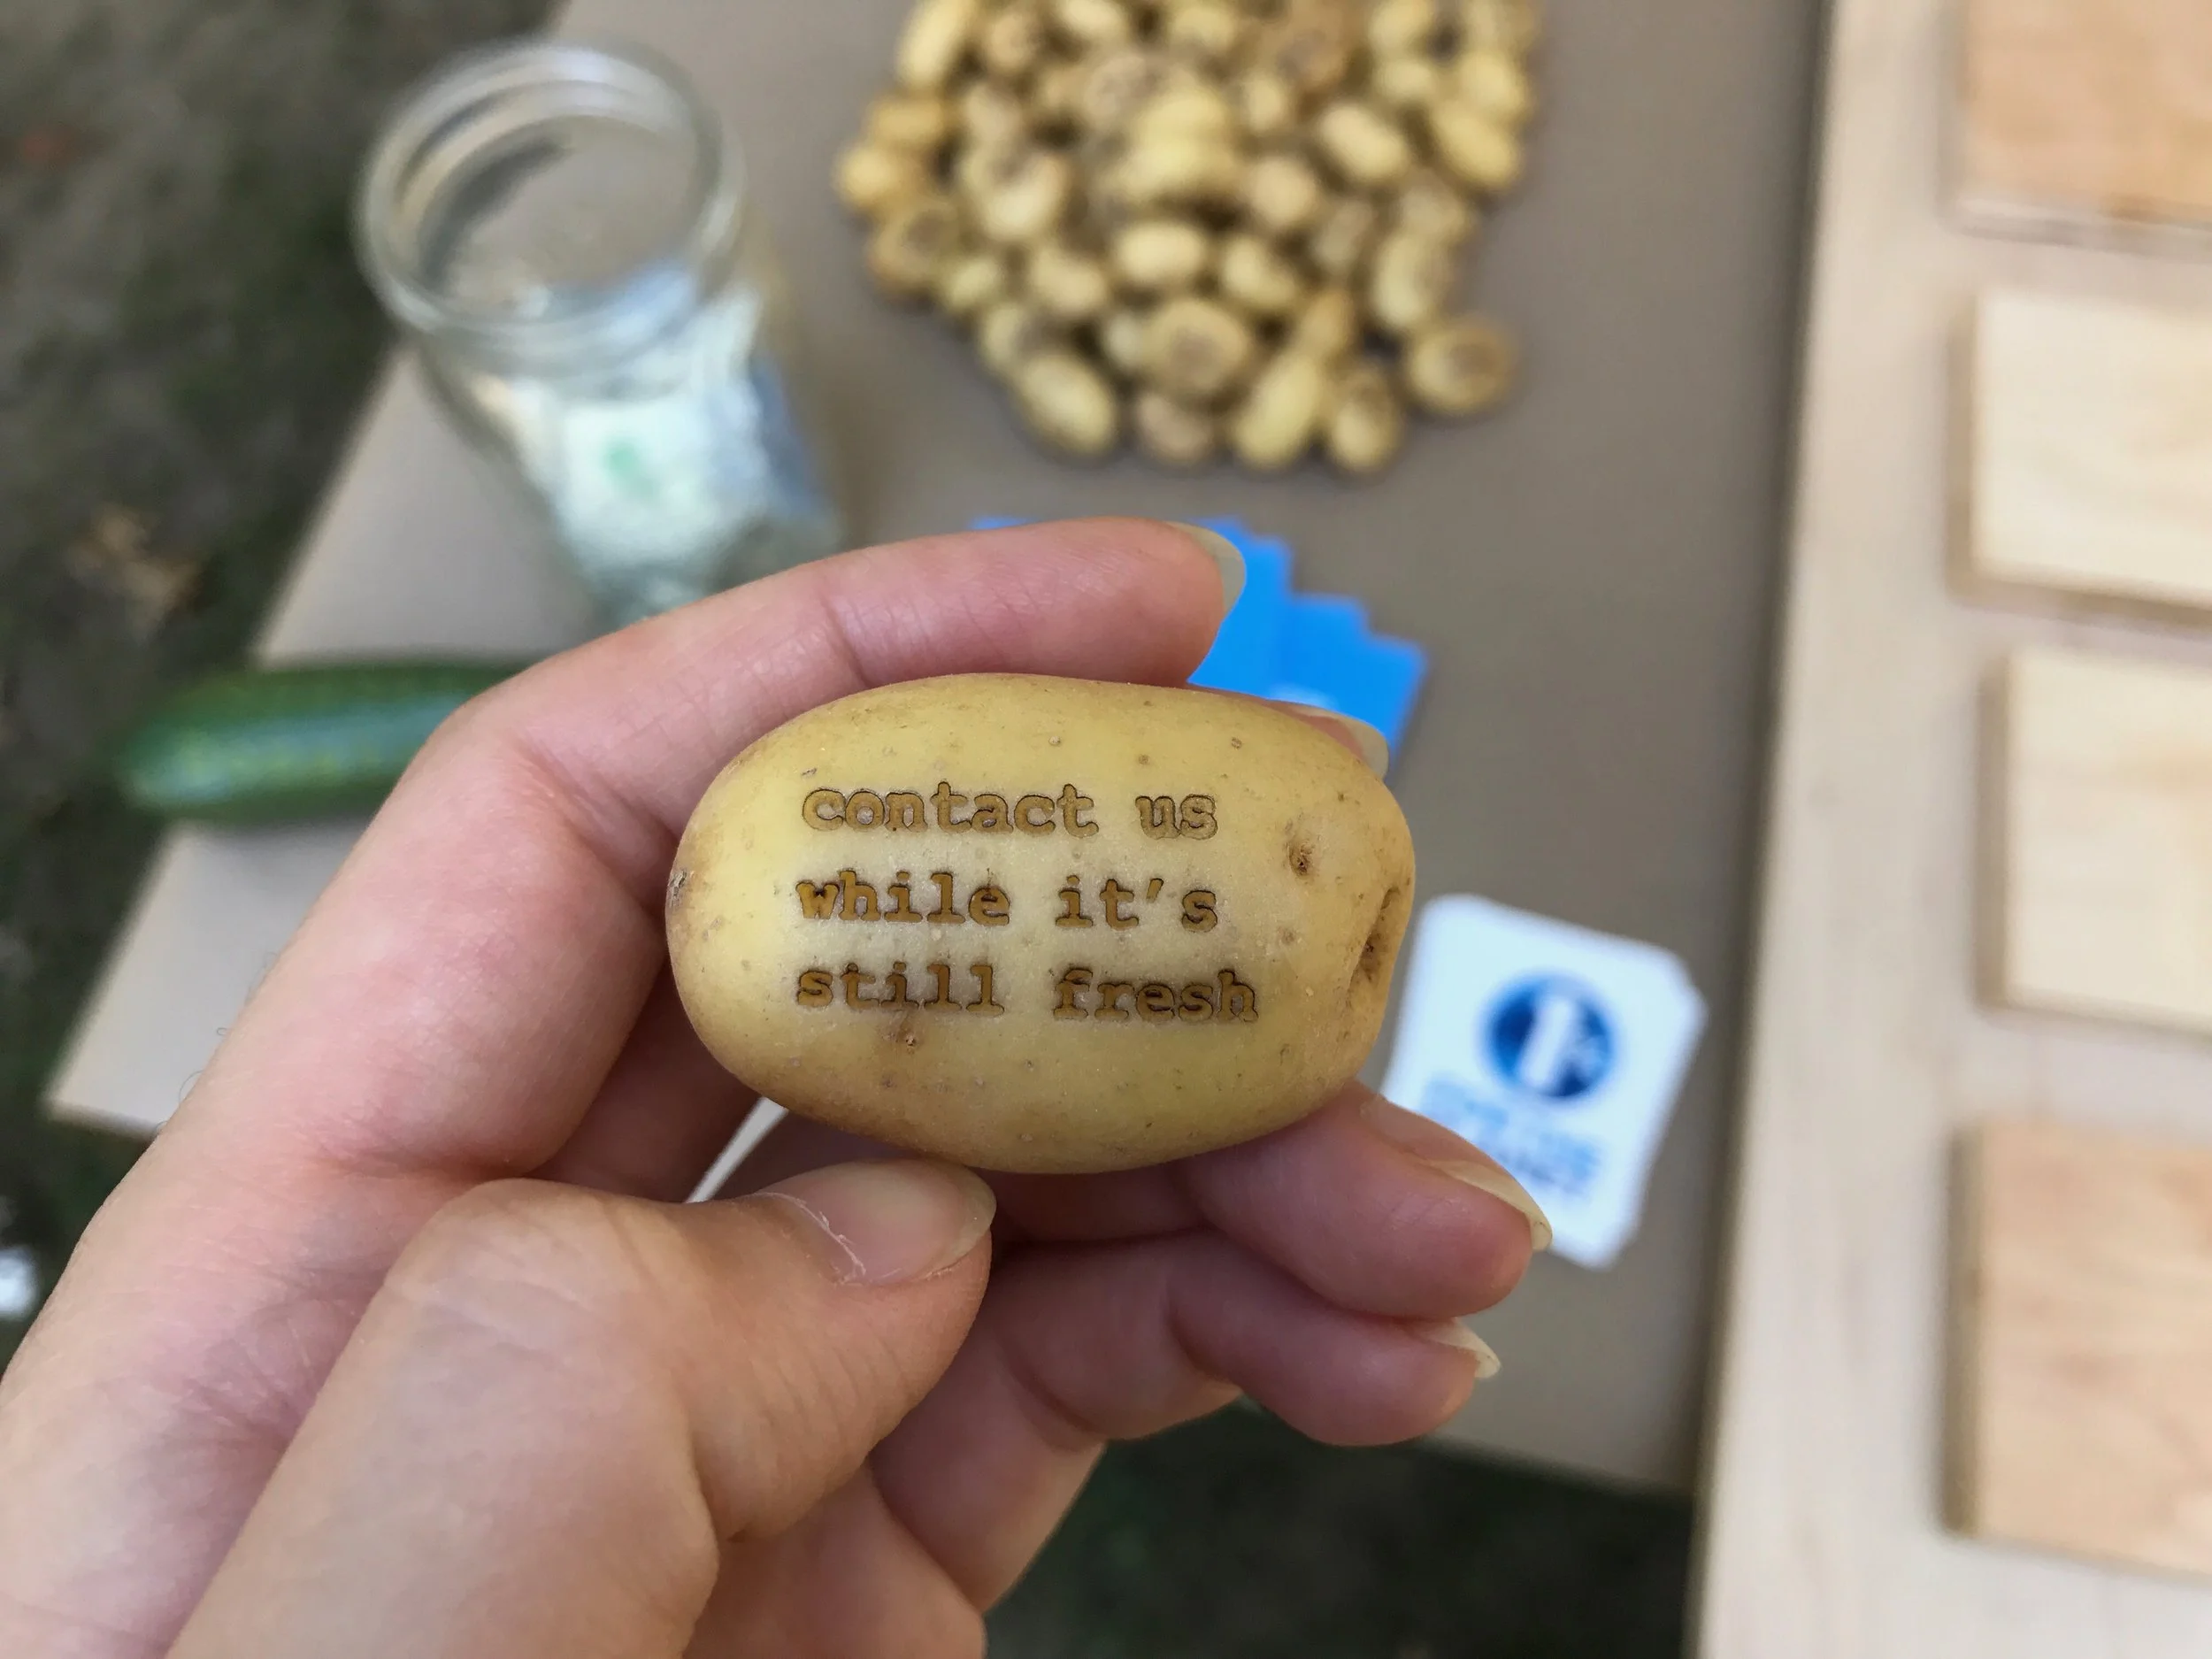 contact us
while it's
still fresh